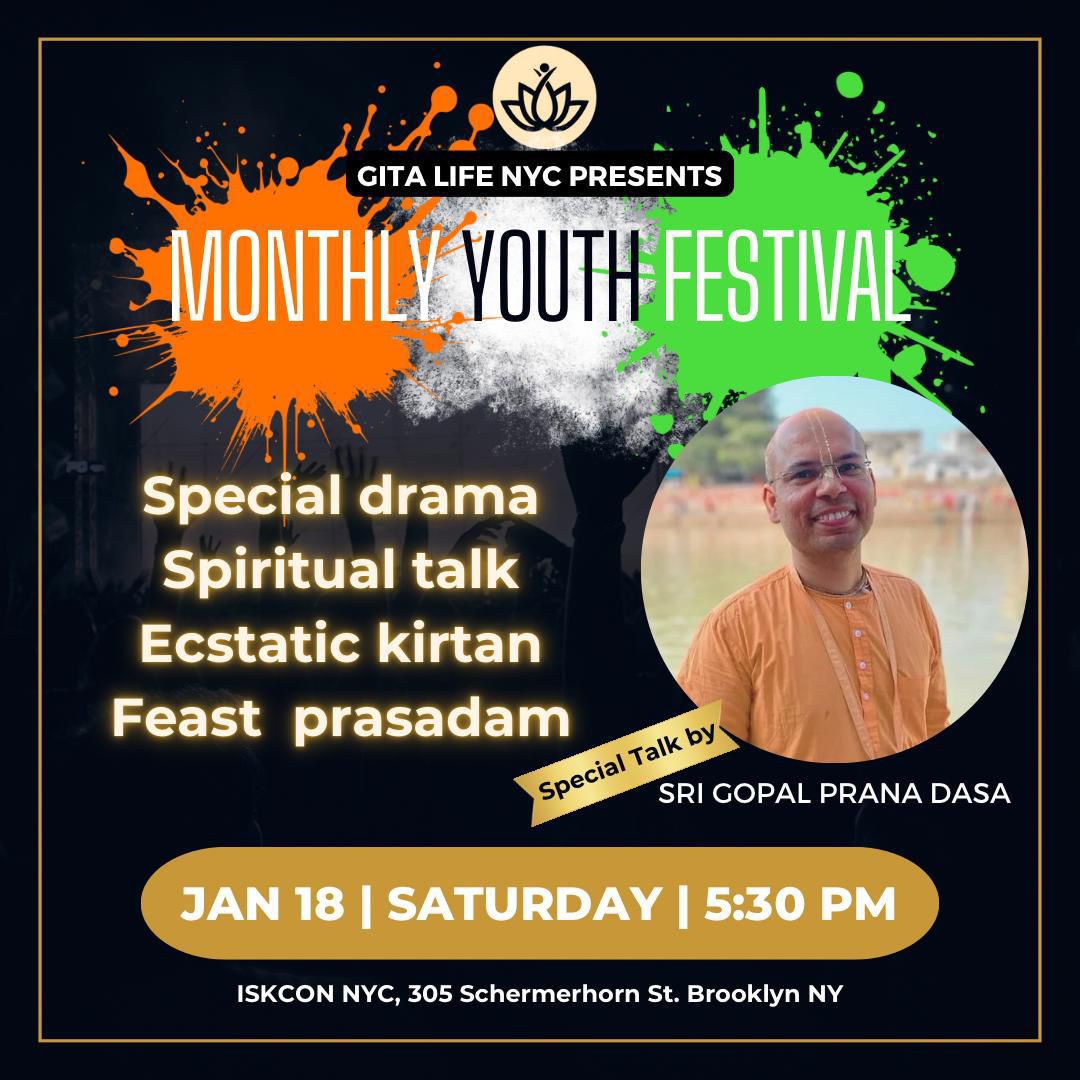 GITA LIFE NYC PRESENTS
MONTHLY YOUTH FESTIVAL
Special drama
Spiritual talk
Ecstatic kirtan
Feast prasadam
Special Talk by
SRI GOPAL PRANA DASA
JAN 18 | SATURDAY | 5:30 PM
ISKCON NYC, 305 Schermerhorn St. Brooklyn NY